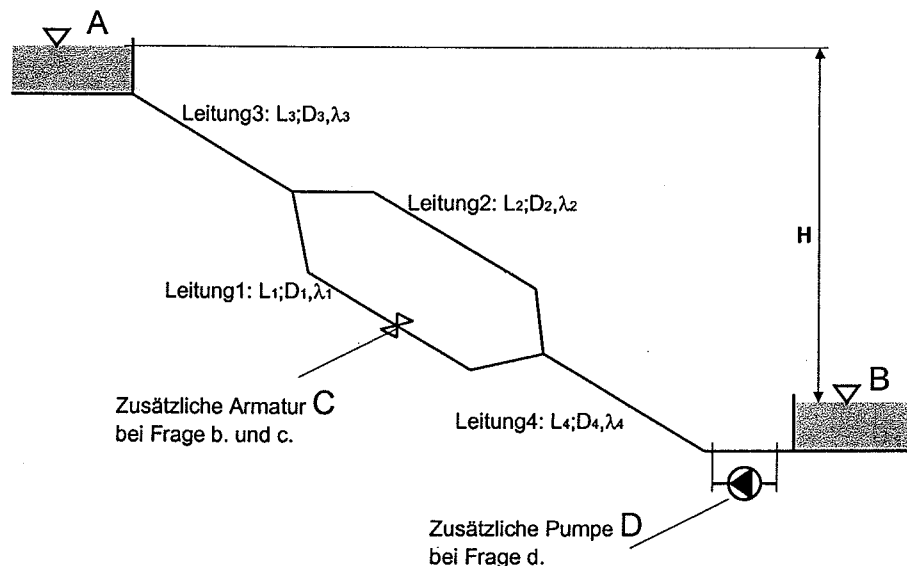 A
Leitung3: L3;D3,λ3
Leitung2: L2;D2,λ2
H
Leitung1: L1;D1,λ1
B
Zusätzliche Armatur C
bei Frage b. und c.
Leitung4: L4;D4,λ4
Zusätzliche Pumpe D
bei Frage d.